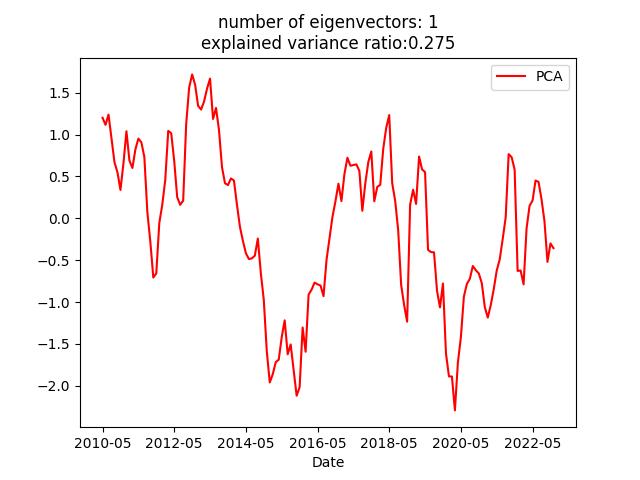 number of eigenvectors: 1
explained variance ratio:0.275
PCA
1.5
1.0
0.5
0.0
−0.5
−1.0
−1.5
−2.0
2010-05 2012-05 2014-05 2016-05 2018-05 2020-05 2022-05
Date